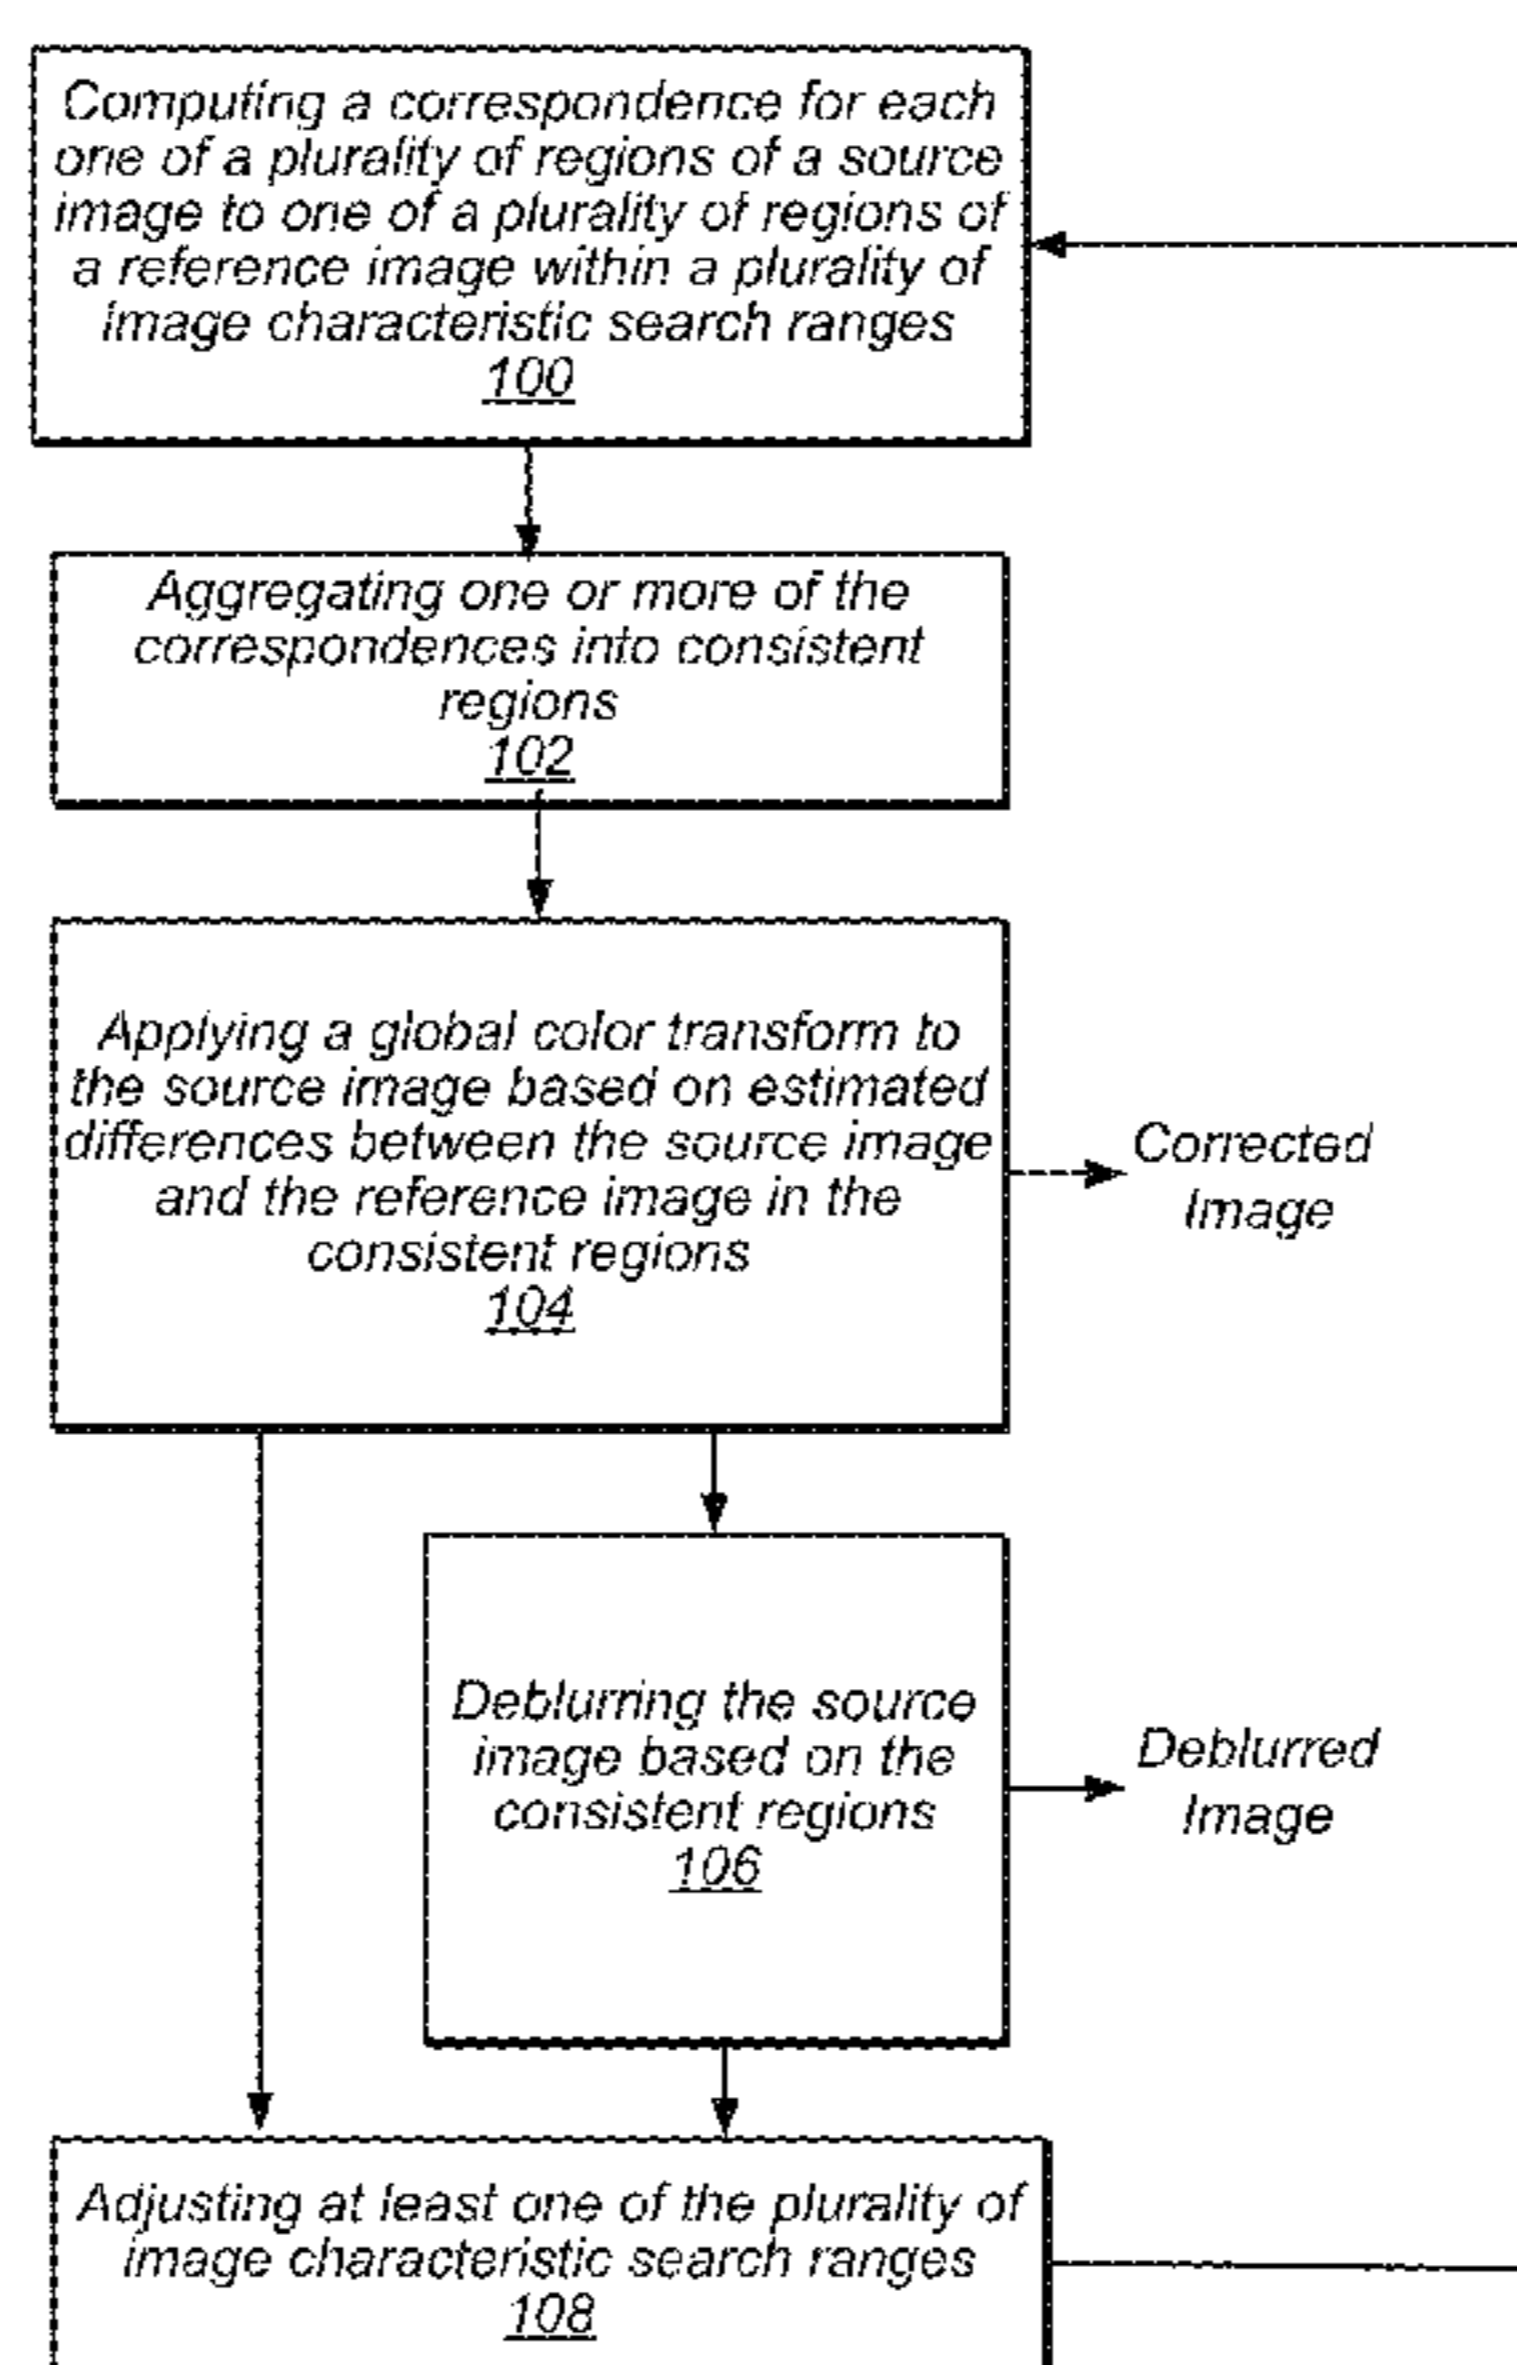 Computing a correspondence for each
one of a plurality of regions of a source
image to one of a plurality of regions of
a reference image within a plurality of
image characteristic search ranges
100
Aggregating one or more of the
correspondences into consistent
regions
102
Applying a global color transform to
the source image based on estimated
differences between the source image
and the reference image in the
consistent regions
104
Corrected
Image
Deblurring the source
image based on the
consistent regions
106
Deblurred
Image
Adjusting at least one of the plurality of
image characteristic search ranges
108